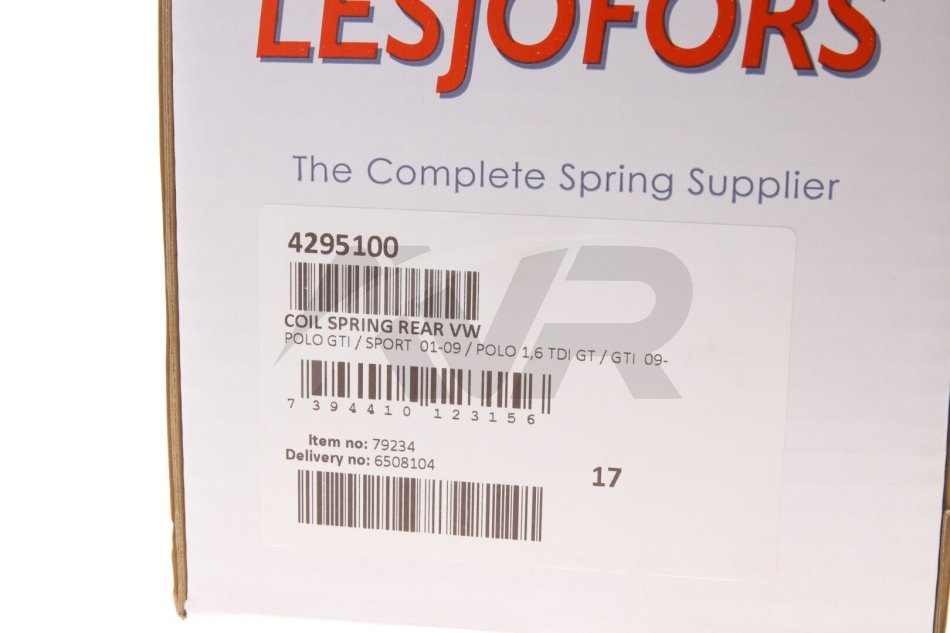 LESJÖFORS
The Complete Spring Supplier
4295100
COIL SPRING REAR VW
POLO GTI / SPORT 01-09 / POLO 1,6 TDI GT / GTI 09-
7 394410 123156
Item no: 79234
Delivery no: 6508104
17